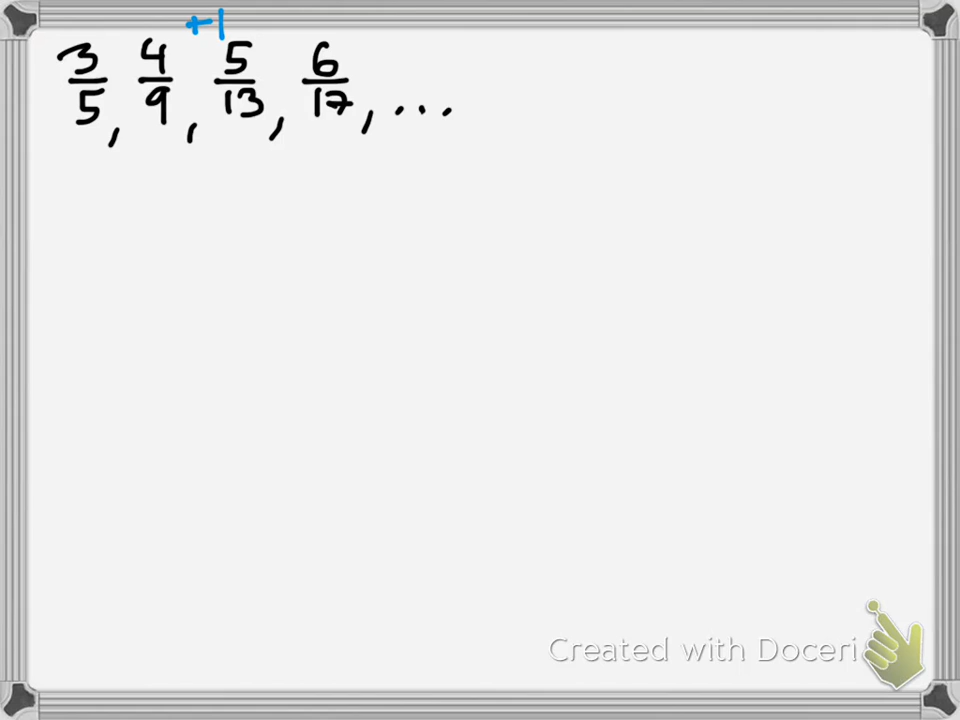 +1
3/5, 4/9, 5/13, 6/17, ...
Created with Doceri